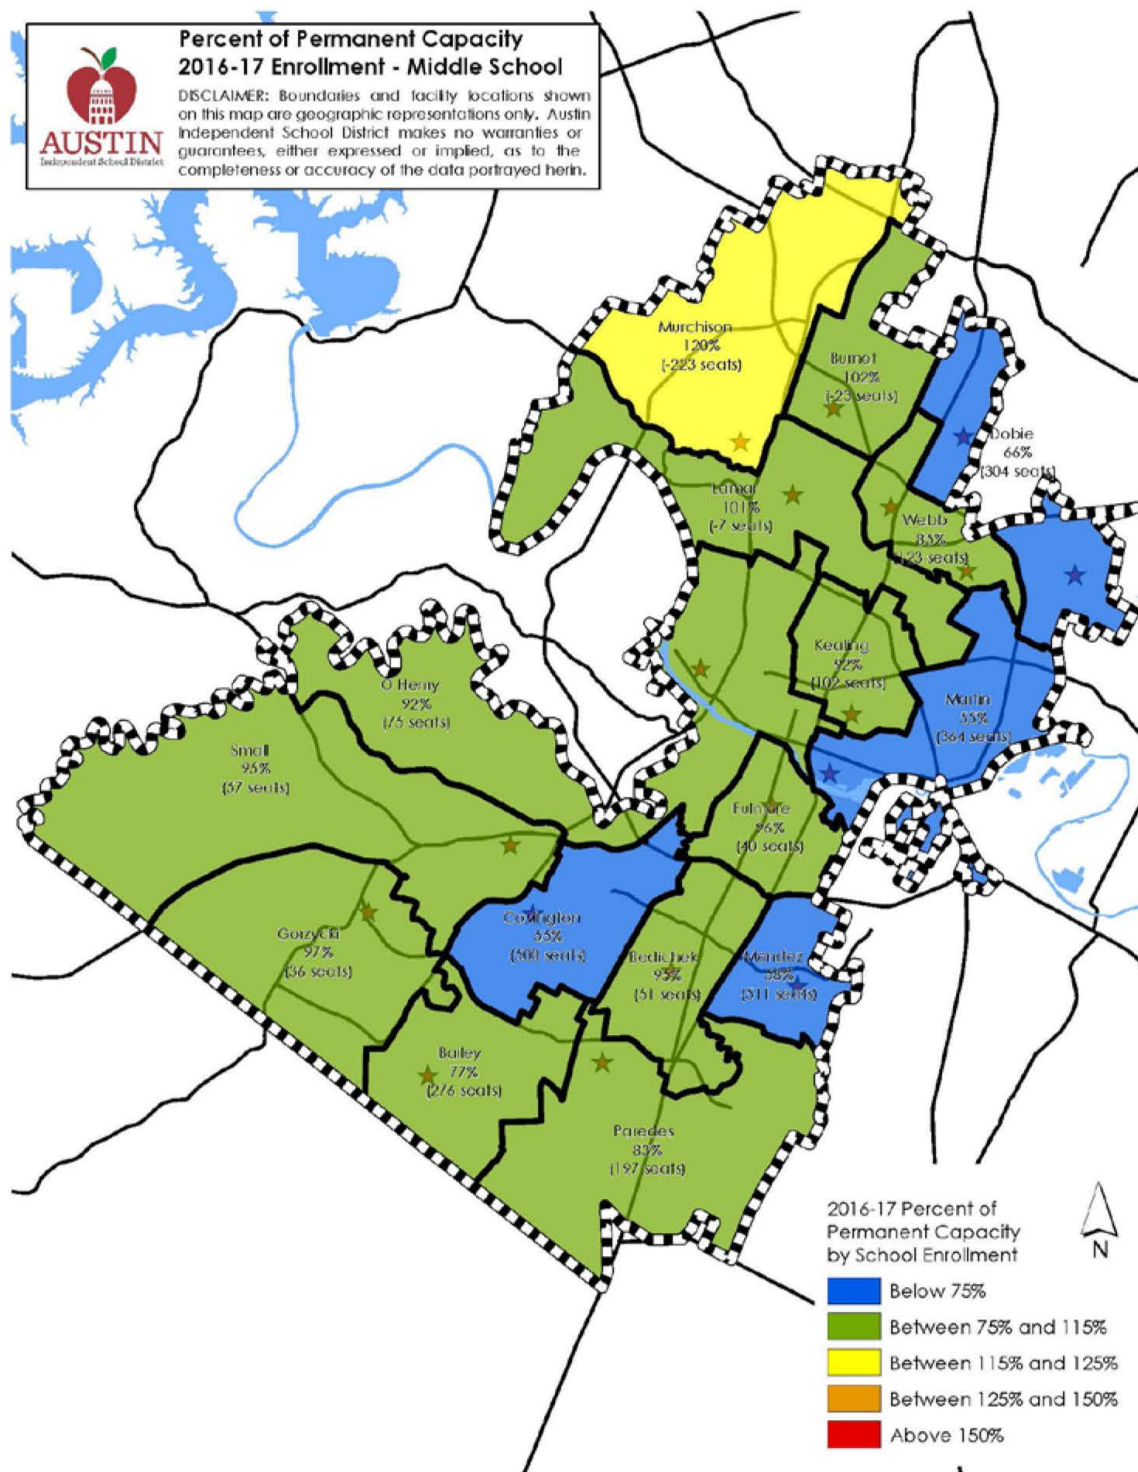 Percent of Permanent Capacity
2016-17 Enrollment - Middle School
DISCLAIMER: Boundaries and facility locations shown
on this map are geographic representations only. Austin
Independent School District makes no warranties or
guarantees, either expressed or implied, as to the
completeness or accuracy of the data portrayed herin.
AUSTIN
Independent School District
Murchison
120%
(-223 seats)
Burnet
102%
(-23 seats)
Dobie
66%
(304 seats)
Lamar
101%
(-7 seats)
Webb
(123 seats)
Kealing
92%
(102 seats)
O Henry
92%
(75 seats)
Martin
55%
(364 seats)
Small
95%
(57 seats)
Fulmore
96%
(40 seats)
Covington
55%
(500 seats)
Gorzycki
97%
(36 seats)
Bedichek
(51 seats)
Mendez
(511 seats)
Bailey
77%
(276 seats)
Paredes
83%
(197 seats)
2016-17 Percent of
Permanent Capacity
by School Enrollment
N
Below 75%
Between 75% and 115%
Between 115% and 125%
Between 125% and 150%
Above 150%